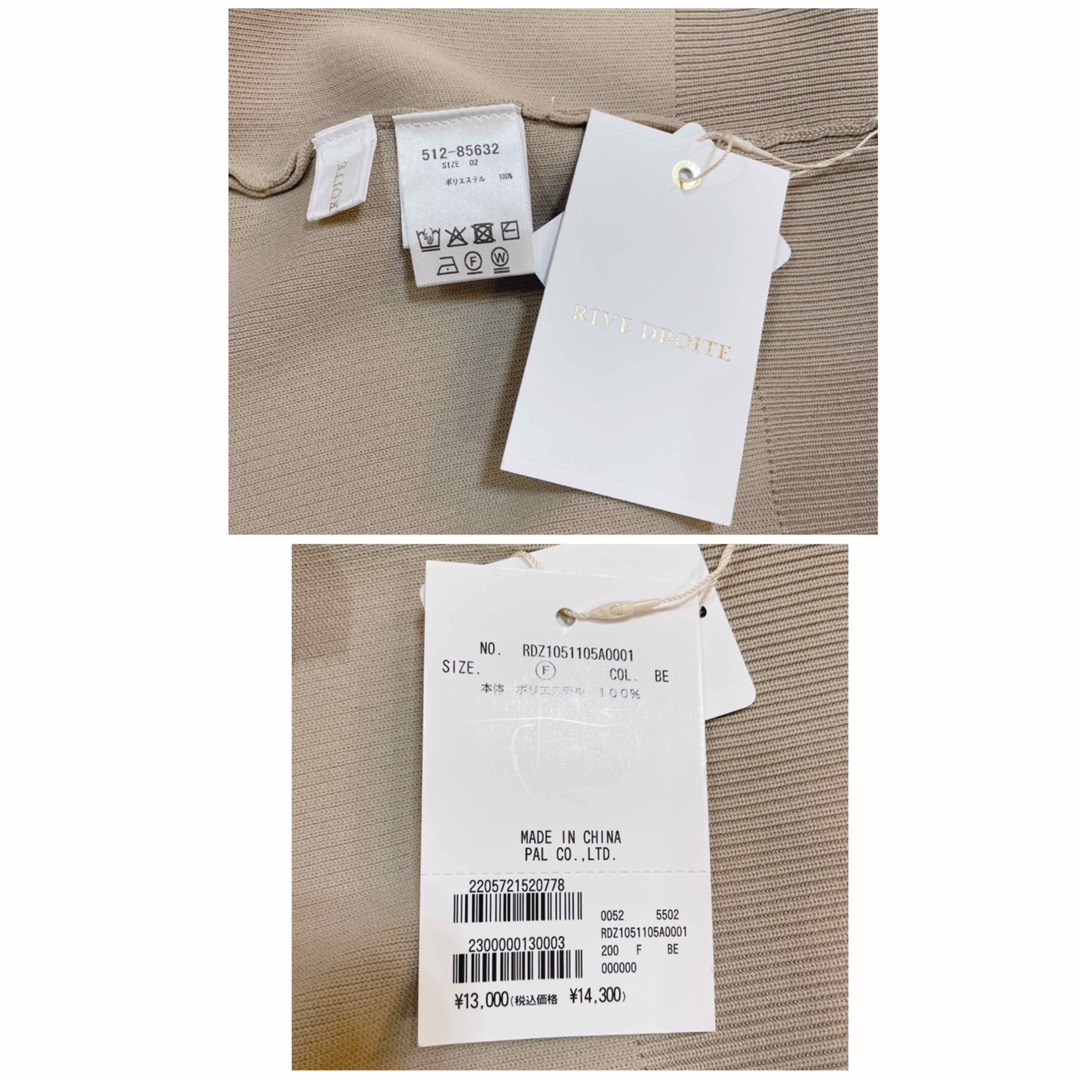 512-85632
SIZE 02
ポリエステル 100%
F W
RIVE DROITE
NO. RDZ1051105A0001
SIZE. F COL. BE
本体 ポリエステル 100%
MADE IN CHINA
PAL CO.,LTD.
2205721520778
2300000130003
¥13,000(税込価格 ¥14,300)
0052 5502
RDZ1051105A0001
200 F BE
000000